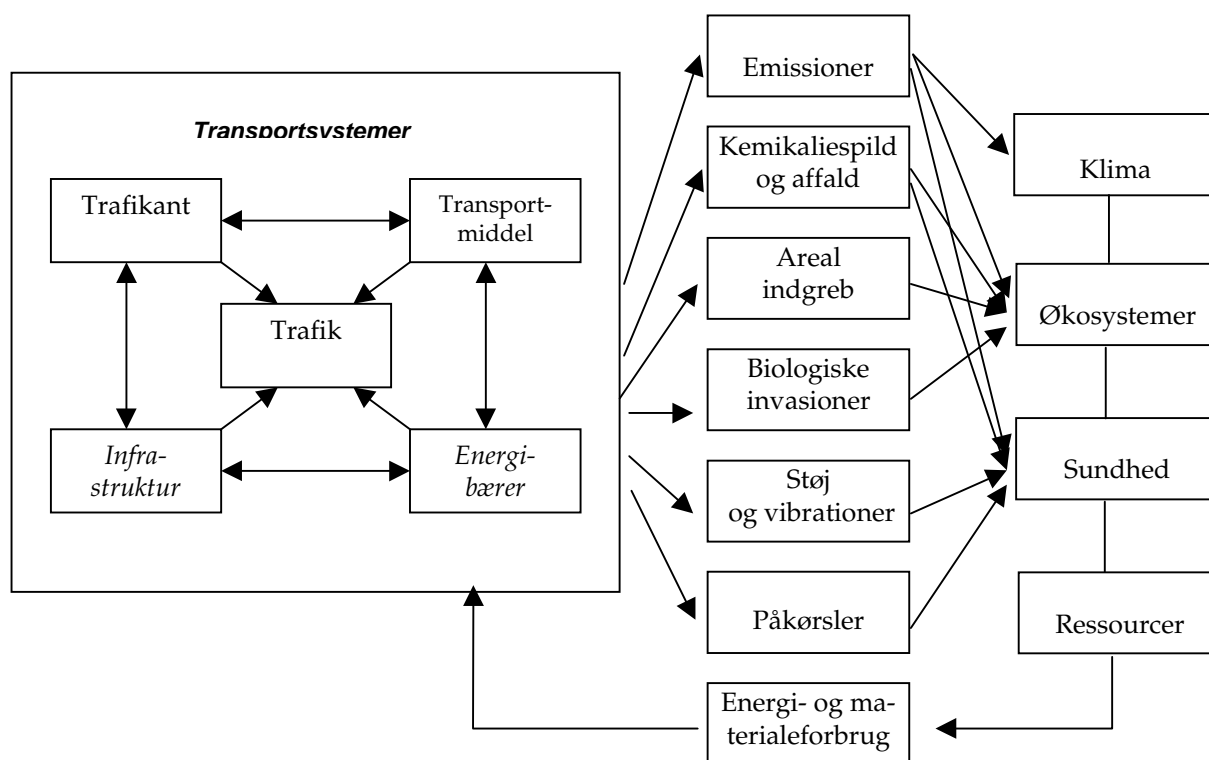 Transportsystemer
Trafikant
Transport-
middel
Trafik
Infra-
struktur
Energi-
bærer
Emissioner
Kemikaliespild
og affald
Areal
indgreb
Biologiske
invasioner
Støj
og vibrationer
Påkørsler
Energi- og ma-
terialeforbrug
Klima
Økosystemer
Sundhed
Ressourcer